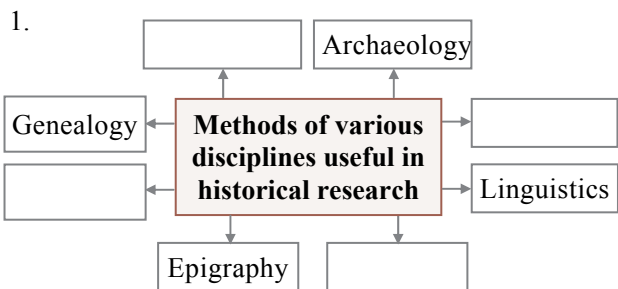 1.
Archaeology
Genealogy
Methods of various
disciplines useful in
historical research
Linguistics
Epigraphy